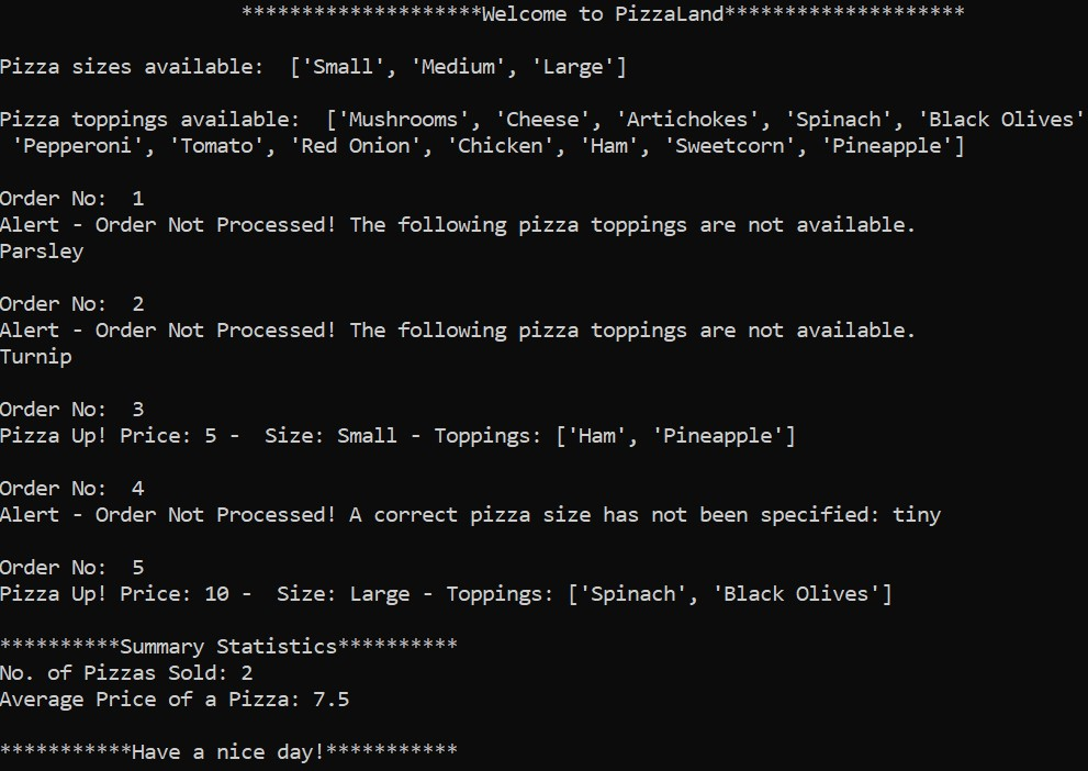 ********************Welcome to PizzaLand********************
Pizza sizes available:  ['Small', 'Medium', 'Large']
Pizza toppings available:  ['Mushrooms', 'Cheese', 'Artichokes', 'Spinach', 'Black Olives'
'Pepperoni', 'Tomato', 'Red Onion', 'Chicken', 'Ham', 'Sweetcorn', 'Pineapple']
Order No:  1
Alert - Order Not Processed! The following pizza toppings are not available.
Parsley
Order No:  2
Alert - Order Not Processed! The following pizza toppings are not available.
Turnip
Order No:  3
Pizza Up! Price: 5 -  Size: Small - Toppings: ['Ham', 'Pineapple']
Order No:  4
Alert - Order Not Processed! A correct pizza size has not been specified: tiny
Order No:  5
Pizza Up! Price: 10 -  Size: Large - Toppings: ['Spinach', 'Black Olives']
**********Summary Statistics**********
No. of Pizzas Sold: 2
Average Price of a Pizza: 7.5
***********Have a nice day!***********